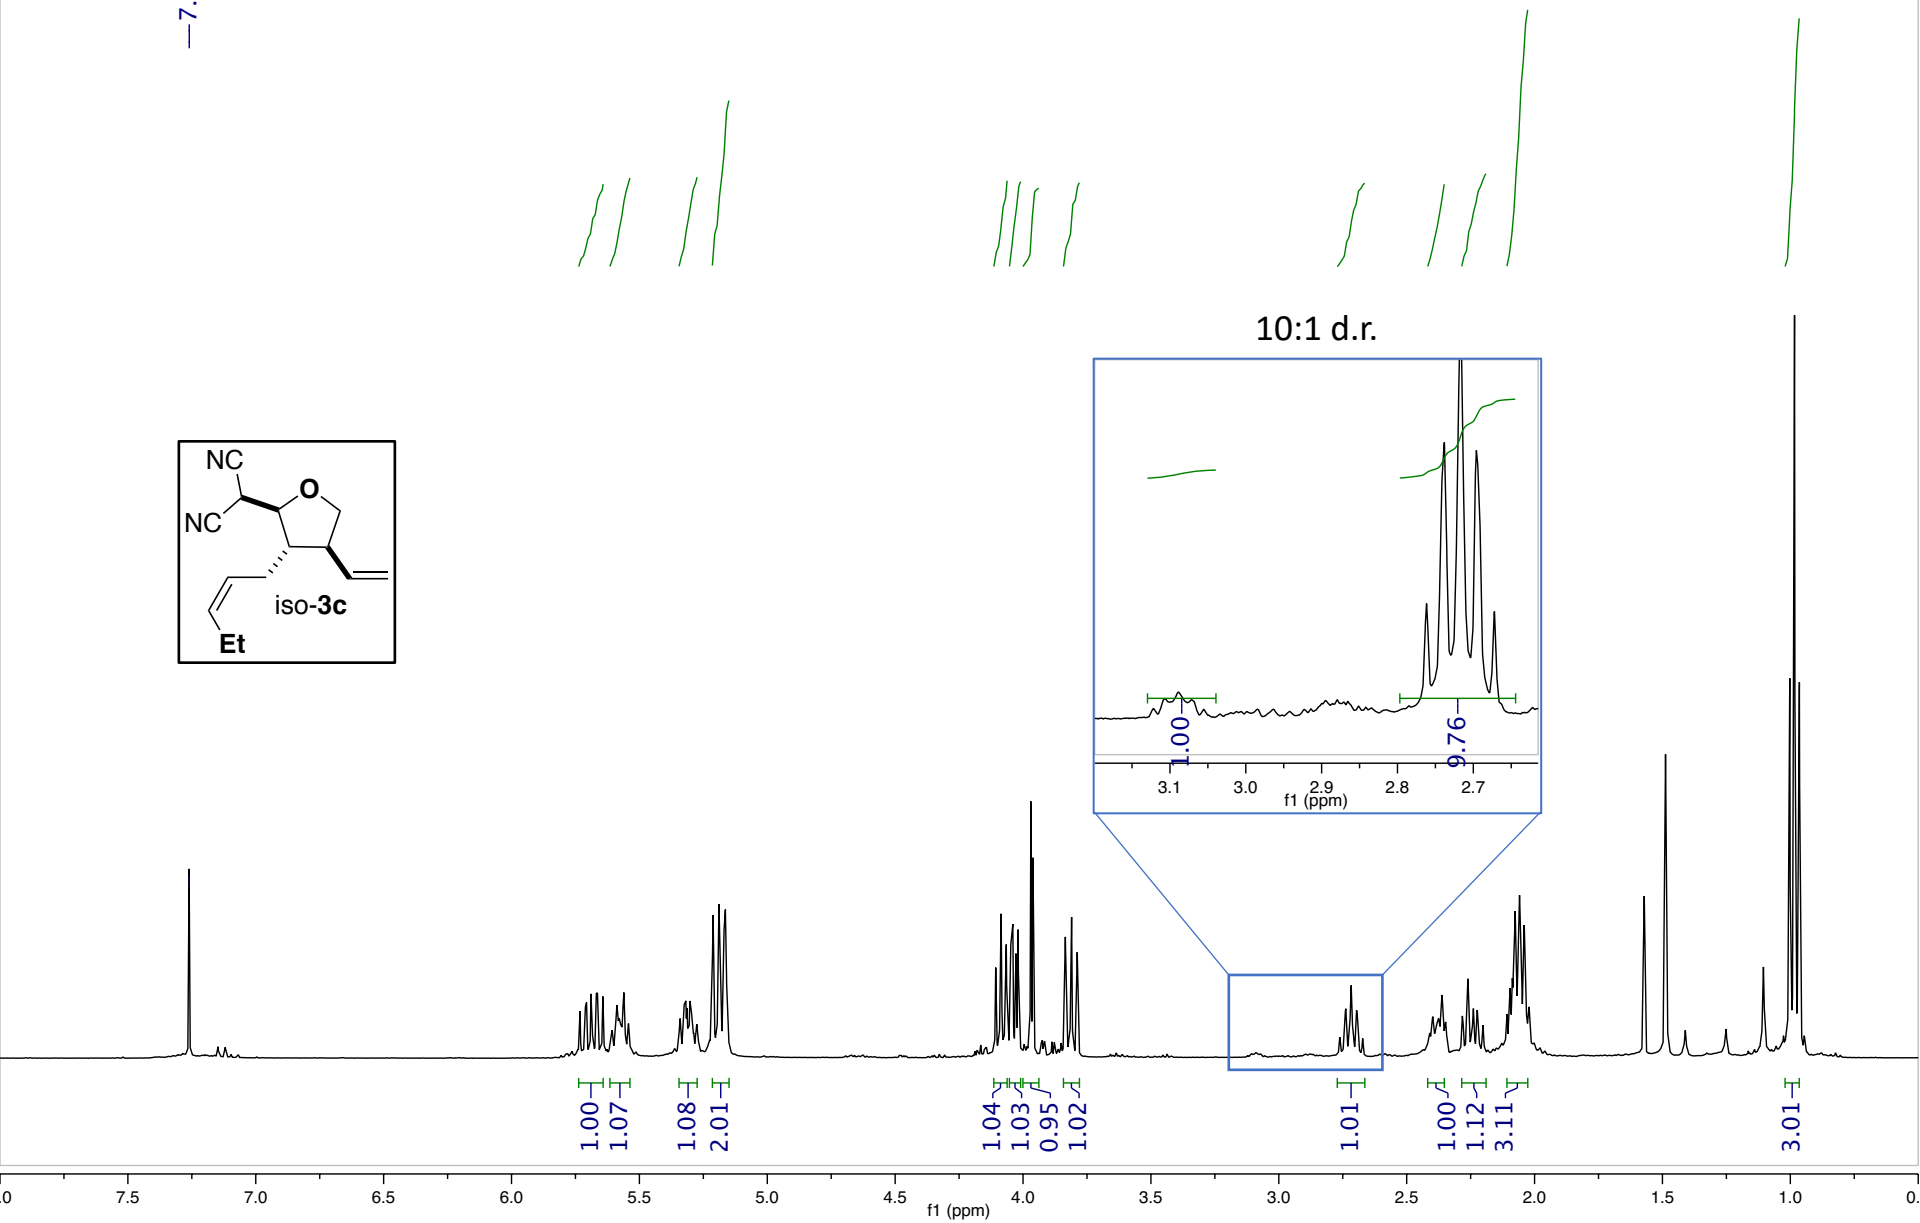 —7.
10:1 d.r.
1.00
9.76
3.1 3.0 2.9 2.8 2.7
f1 (ppm)
NC
O
NC
iso-3c
Et
1.00 1.07 1.08 2.01 1.04 1.03 0.95 1.02 1.01 1.00 1.12 3.11 3.01
.0 7.5 7.0 6.5 6.0 5.5 5.0 4.5 4.0 3.5 3.0 2.5 2.0 1.5 1.0 0.
f1 (ppm)